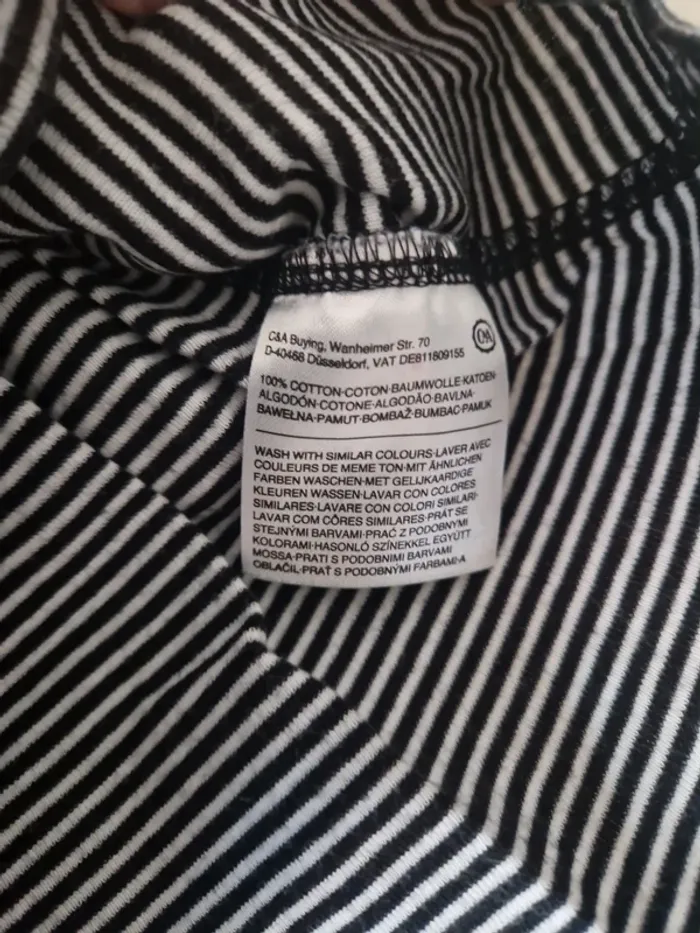 C&A Buying, Wanheimer Str. 70
D-40468 Düsseldorf, VAT DE811809155
CA
100% COTTON·COTON·BAUMWOLLE·KATOEN·
ALGODÓN·COTONE·ALGODÃO·BAVLNA·
BAWEŁNA·PAMUT·BOMBAŽ·BUMBAC·PAMUK
WASH WITH SIMILAR COLOURS·LAVER AVEC
COULEURS DE MEME TON·MIT ÄHNLICHEN
FARBEN WASCHEN·MET GELIJKAARDIGE
KLEUREN WASSEN·LAVAR CON COLORES
SIMILARES·LAVARE CON COLORI SIMILARI·
LAVAR COM CÔRES SIMILARES·PRÁT SE
STEJNÝMI BARVAMI·PRAĆ Z PODOBNYMI
KOLORAMI·HASONLÓ SZÍNEKKEL EGYÜTT
MOSSA·PRATI S PODOBNIMI BARVAMI
OBLAČIL·PRAŤ S PODOBNÝMI FARBAMI·A